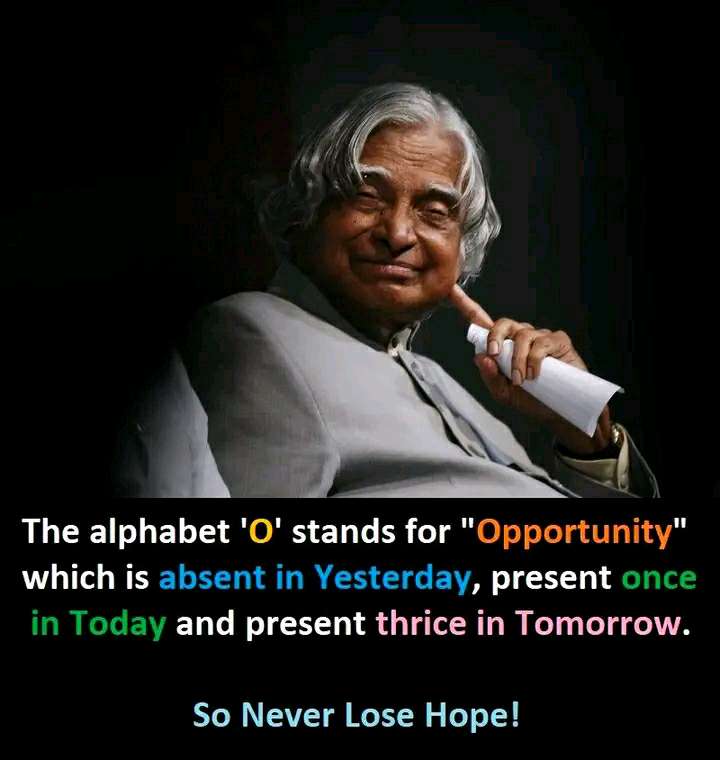 The alphabet 'O' stands for "Opportunity"
which is absent in Yesterday, present once
in Today and present thrice in Tomorrow.
So Never Lose Hope!